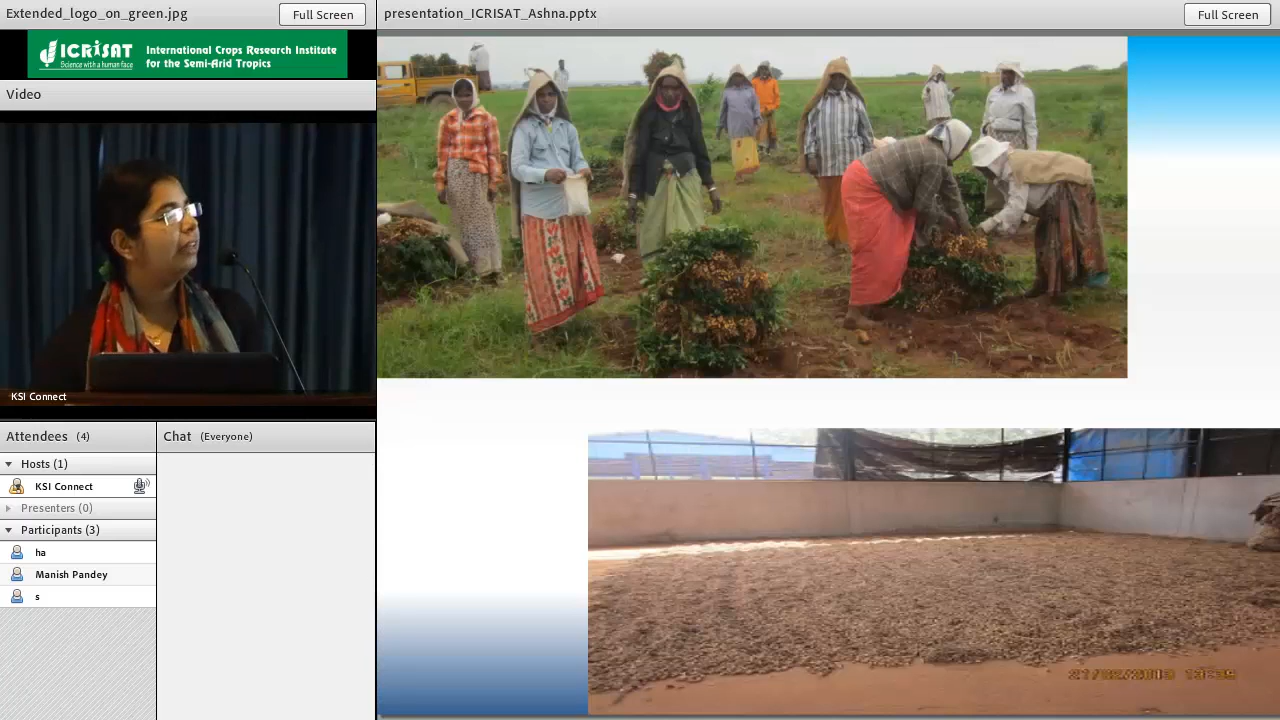 Extended_logo_on_green.jpg
Full Screen
ICRISAT
Science with a human face
International Crops Research Institute
for the Semi-Arid Tropics
Video
KSI Connect
Attendees (4)
Hosts (1)
KSI Connect
Presenters (0)
Participants (3)
ha
Manish Pandey
s
Chat (Everyone)
presentation_ICRISAT_Ashna.pptx
Full Screen